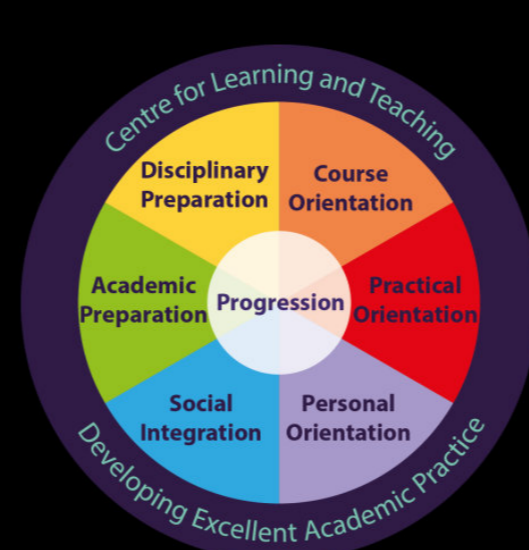 Centre for Learning and Teaching
Disciplinary
Preparation
Course
Orientation
Academic
Preparation
Progression
Practical
Orientation
Social
Integration
Personal
Orientation
Developing Excellent Academic Practice